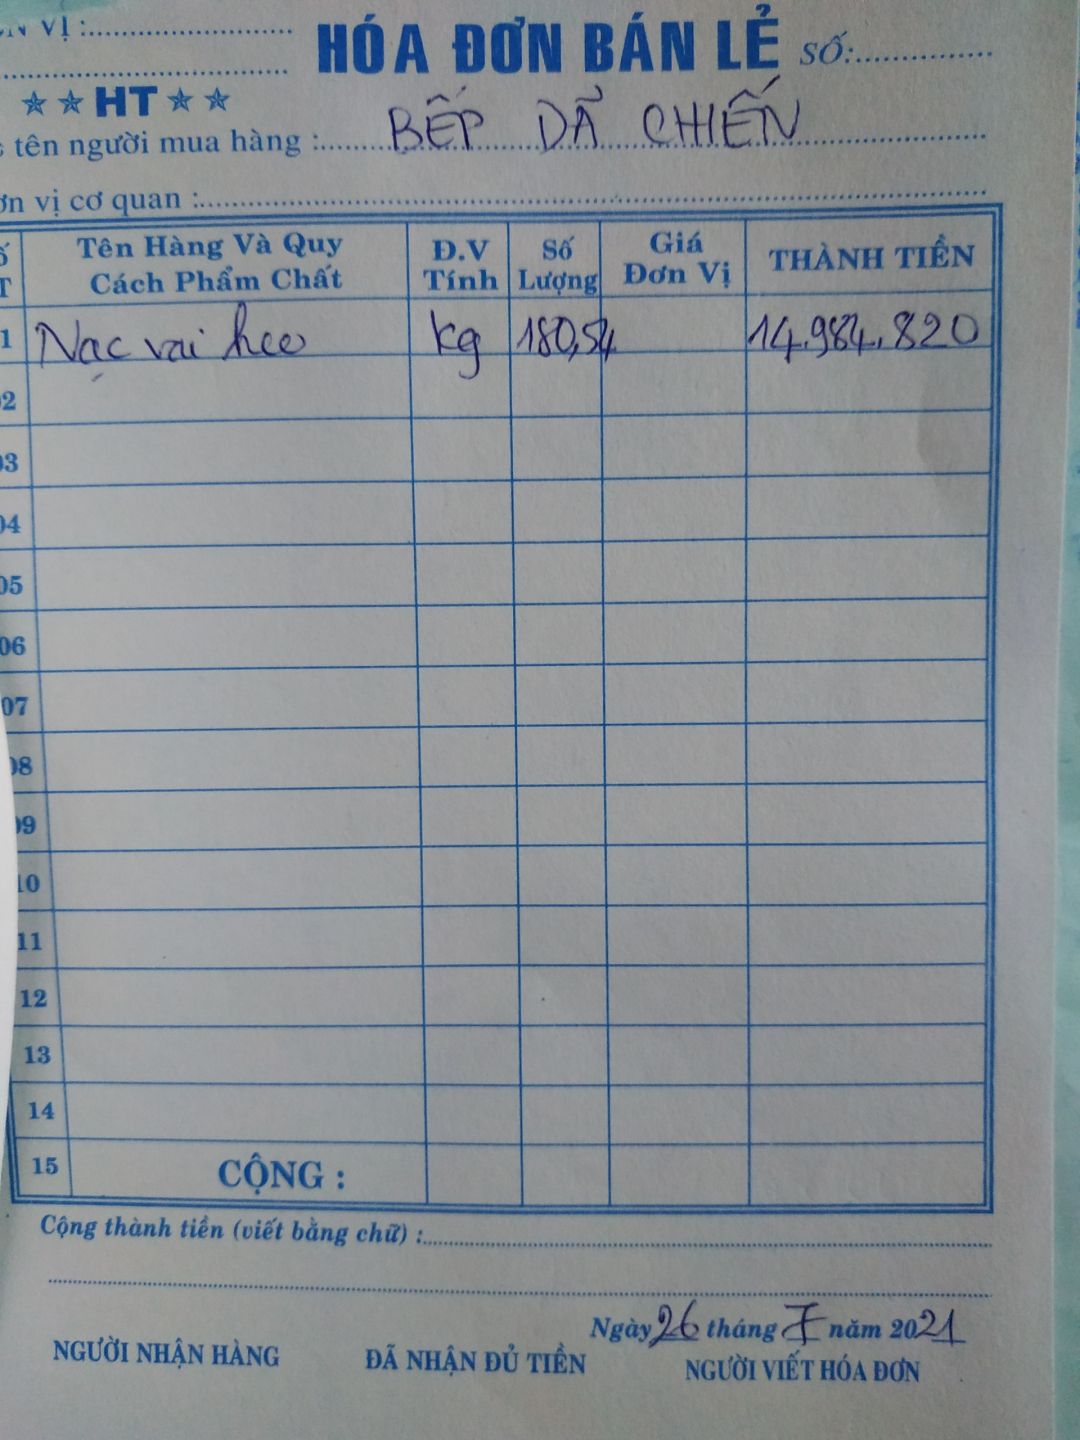 VỊ :
HÓA ĐƠN BÁN LẺ SỐ:
HT
tên người mua hàng : BẾP DÃ CHIẾN
vị cơ quan :
Tên Hàng Và Quy Cách Phẩm Chất Đ.V Tính Số Lượng Giá Đơn Vị THÀNH TIỀN
1 Nạc vai heo kg 180,54 14.984.820
02
03
04
05
06
07
08
09
10
11
12
13
14
15 CỘNG :
Cộng thành tiền (viết bằng chữ) :
Ngày 26 tháng 7 năm 2021
NGƯỜI NHẬN HÀNG ĐÃ NHẬN ĐỦ TIỀN NGƯỜI VIẾT HÓA ĐƠN